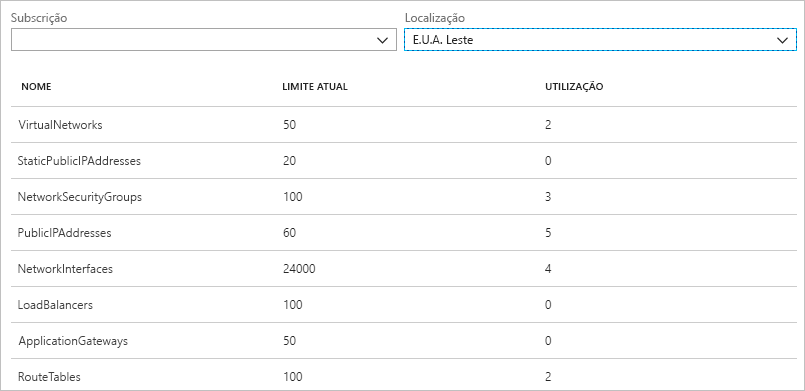 Subscrição Localização
E.U.A. Leste
NOME LIMITE ATUAL UTILIZAÇÃO
VirtualNetworks 50 2
StaticPublicIPAddresses 20 0
NetworkSecurityGroups 100 3
PublicIPAddresses 60 5
NetworkInterfaces 24000 4
LoadBalancers 100 0
ApplicationGateways 50 0
RouteTables 100 2